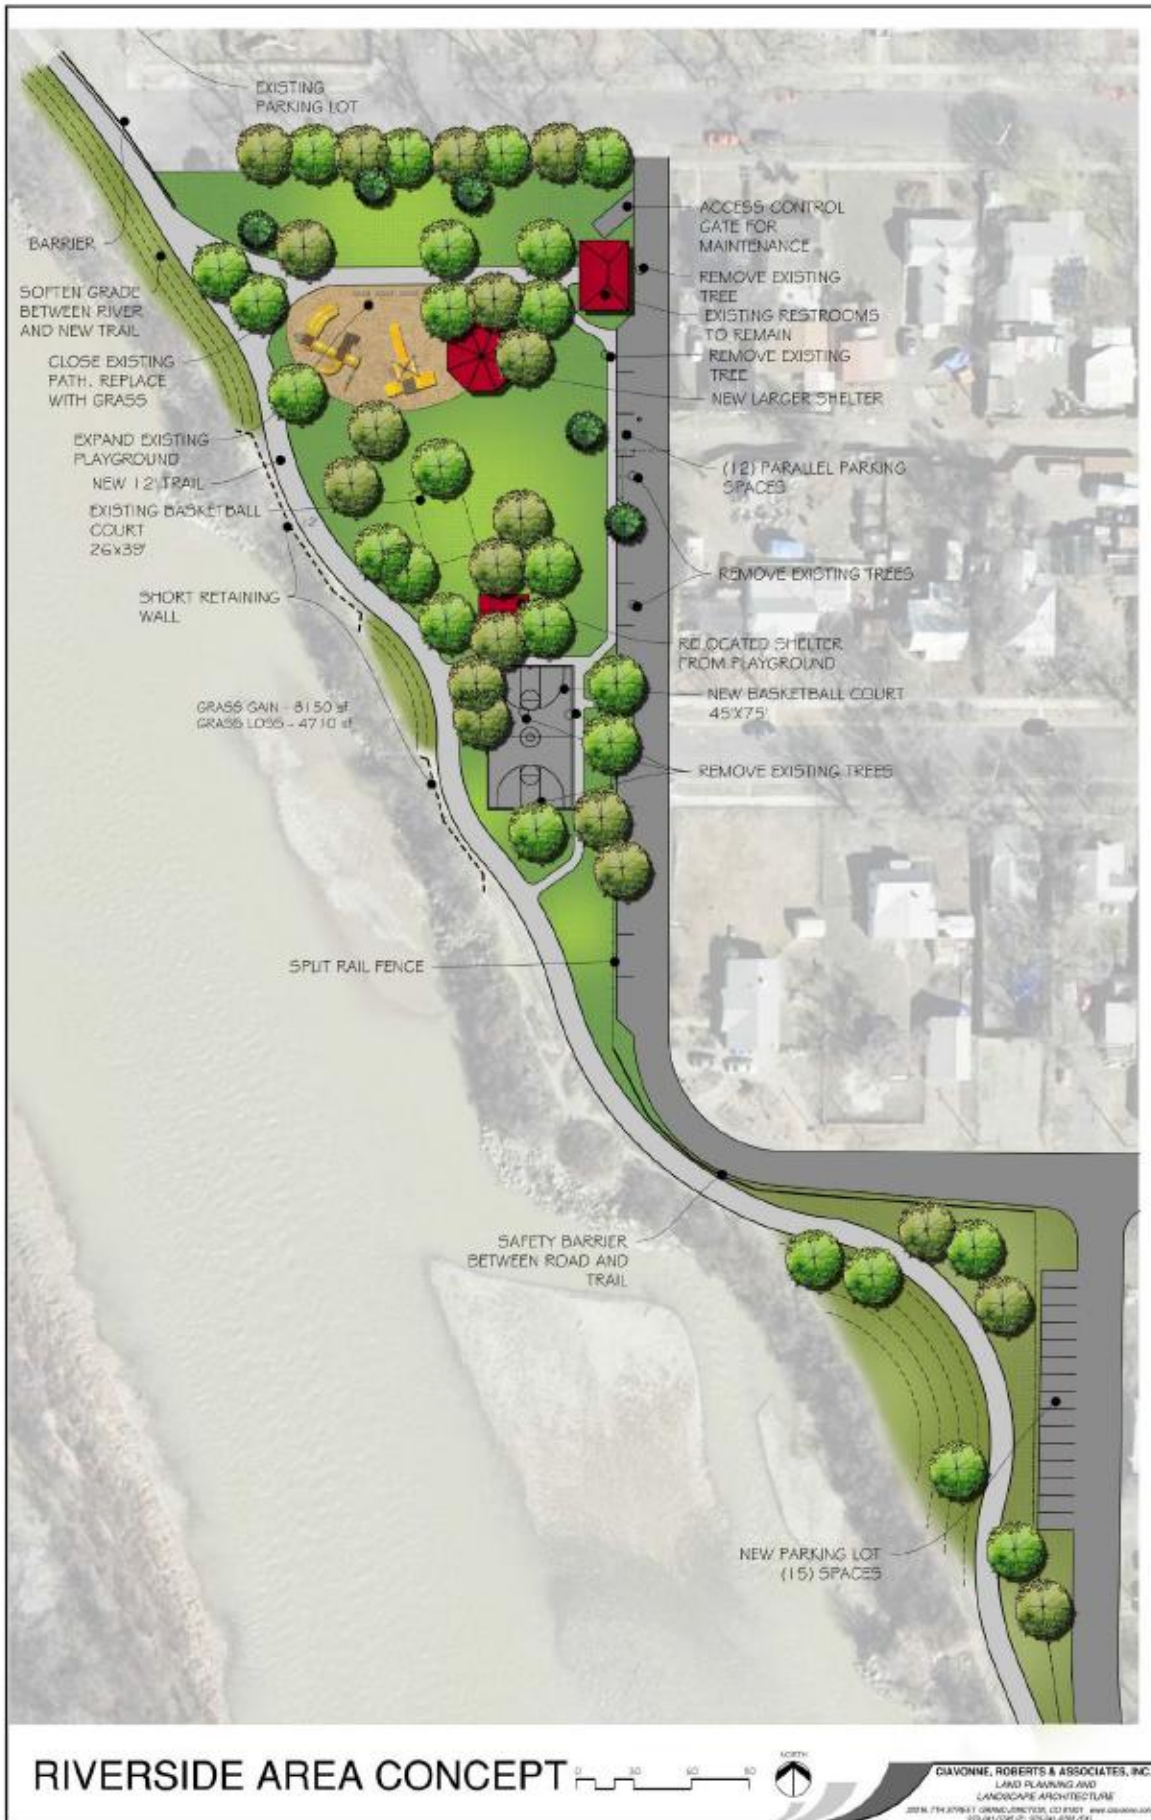 EXISTING
PARKING LOT
BARRIER
SOFTEN GRADE
BETWEEN RIVER
AND NEW TRAIL
CLOSE EXISTING
PATH. REPLACE
WITH GRASS
EXPAND EXISTING
PLAYGROUND
NEW 12' TRAIL
EXISTING BASKETBALL
COURT
26x39'
SHORT RETAINING
WALL
GRASS GAIN - 8150 sf
GRASS LOSS - 4710 sf
ACCESS CONTROL
GATE FOR
MAINTENANCE
REMOVE EXISTING
TREE
EXISTING RESTROOMS
TO REMAIN
REMOVE EXISTING
TREE
NEW LARGER SHELTER
(12) PARALLEL PARKING
SPACES
REMOVE EXISTING TREES
RELOCATED SHELTER
FROM PLAYGROUND
NEW BASKETBALL COURT
45'X75'
REMOVE EXISTING TREES
SPLIT RAIL FENCE
SAFETY BARRIER
BETWEEN ROAD AND
TRAIL
NEW PARKING LOT
(15) SPACES
RIVERSIDE AREA CONCEPT
0 30 60 90
NORTH
CIAVONNE, ROBERTS & ASSOCIATES, INC.
LAND PLANNING AND
LANDSCAPE ARCHITECTURE